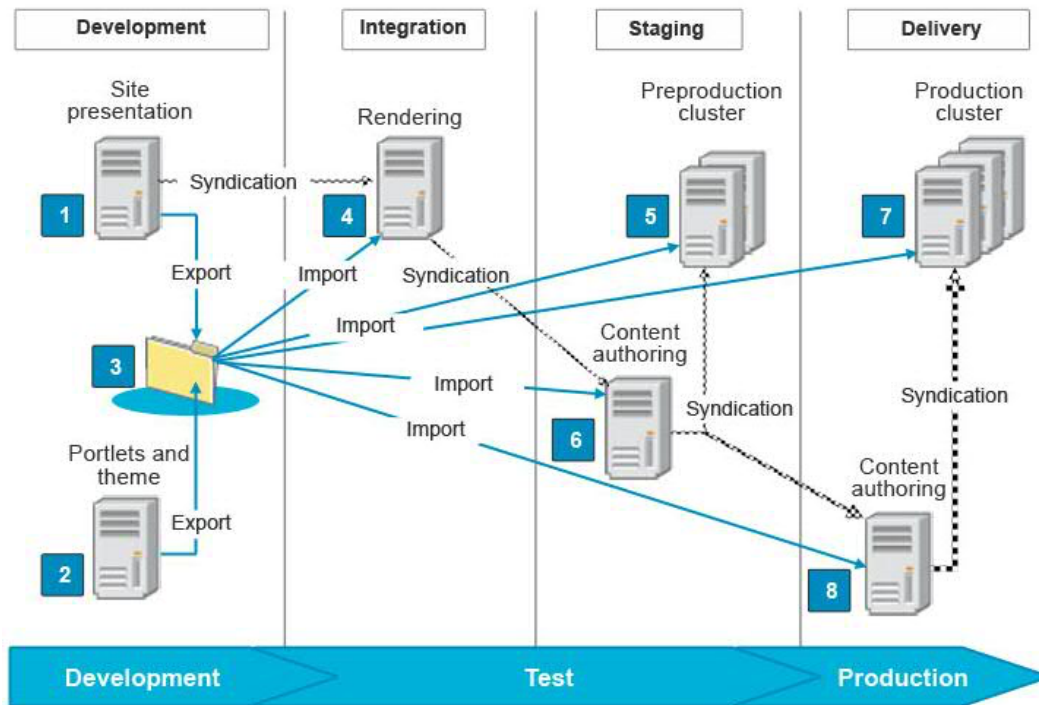 Development
Integration
Staging
Delivery
Site
presentation
Rendering
Preproduction
cluster
Production
cluster
Syndication
1
4
5
7
Export
Import
Syndication
Import
3
Content
authoring
Import
Syndication
Syndication
Import
6
Portlets and
theme
Content
authoring
Export
2
8
Development
Test
Production